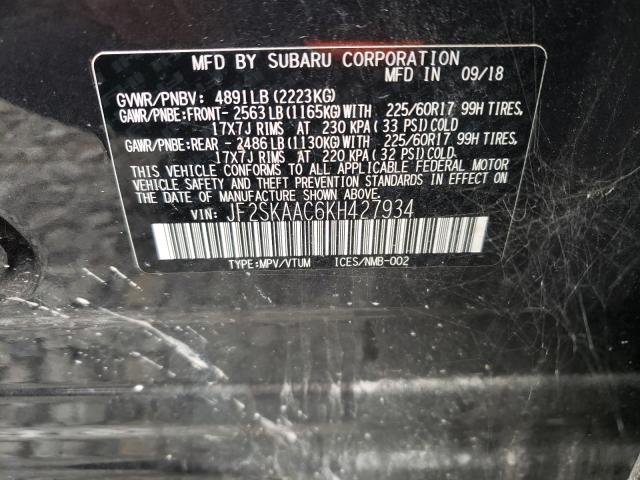 MFD BY SUBARU CORPORATION
MFD IN 09/18
GVWR/PNBV: 4891LB (2223KG)
GAWR/PNBE:FRONT- 2563LB (1165KG)WITH 225/60R17 99H TIRES,
17X7J RIMS AT 230 KPA( 33 PSI)COLD
GAWR/PNBE:REAR - 2486LB (1130KG)WITH 225/60R17 99H TIRES,
17X7J RIMS AT 220 KPA( 32 PSI)COLD.
THIS VEHICLE CONFORMS TO ALL APPLICABLE FEDERAL MOTOR
VEHICLE SAFETY AND THEFT PREVENTION STANDARDS IN EFFECT ON
THE DATE OF MANUFACTURE SHOWN ABOVE.
VIN: JF2SKAAC6KH427934
TYPE:MPV/VTUM ICES/NMB-002